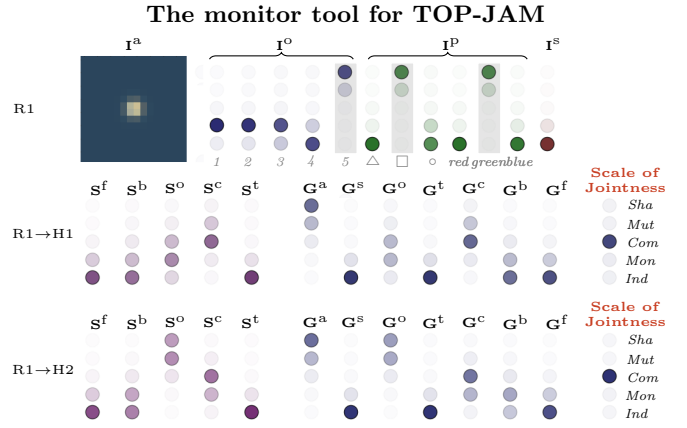 The monitor tool for TOP-JAM
Iᵃ Iᵒ Iᵖ Iˢ
R1
1 2 3 4 5 △ □ ○ red green blue
Scale of
Jointness
Sᶠ Sᵇ Sᵒ Sᶜ Sᵗ Gᵃ Gˢ Gᵒ Gᵗ Gᶜ Gᵇ Gᶠ
Sha
Mut
R1→H1 Com
Mon
Ind
Scale of
Jointness
Sᶠ Sᵇ Sᵒ Sᶜ Sᵗ Gᵃ Gˢ Gᵒ Gᵗ Gᶜ Gᵇ Gᶠ
Sha
Mut
R1→H2 Com
Mon
Ind